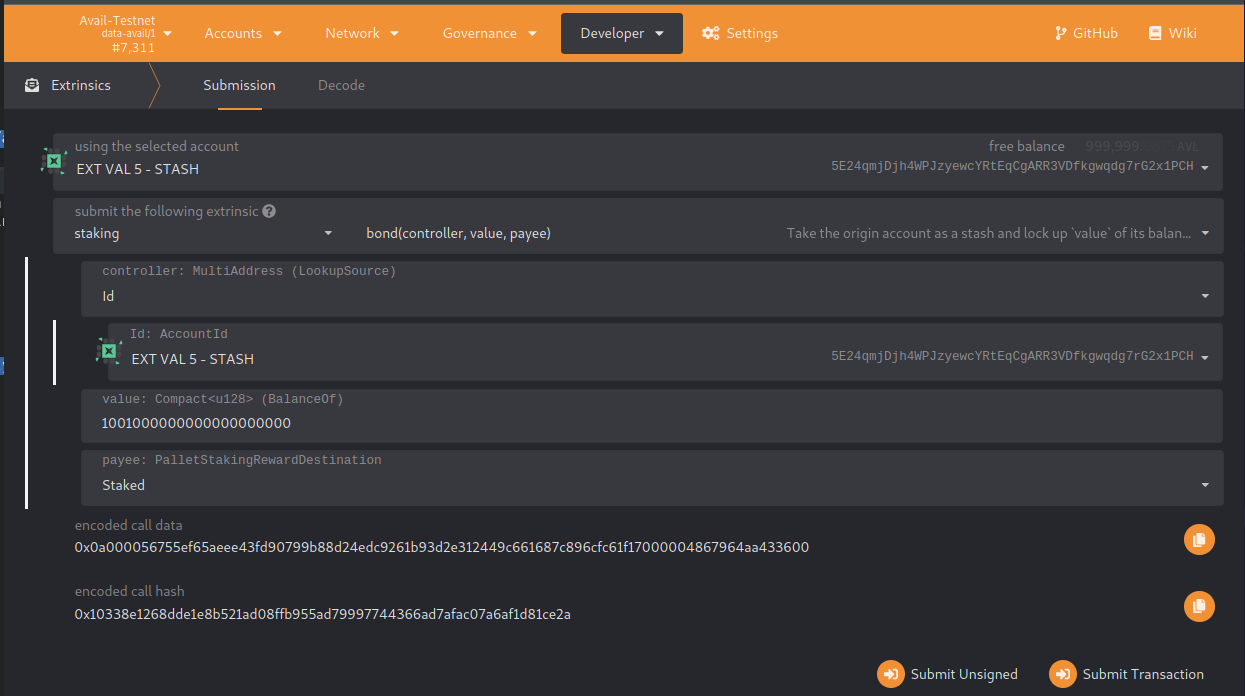 Avail-Testnet
data-avail/1
#7,311
Accounts
Network
Governance
Developer
Settings
GitHub
Wiki
Extrinsics
Submission
Decode
using the selected account
free balance 999,999. AVL
EXT VAL 5 - STASH
5E24qmjDjh4WPJzyewcYRtEqCgARR3VDfkgwqdg7rG2x1PCH
submit the following extrinsic ?
staking
bond(controller, value, payee)
Take the origin account as a stash and lock up `value` of its balan...
controller: MultiAddress (LookupSource)
Id
Id: AccountId
EXT VAL 5 - STASH
5E24qmjDjh4WPJzyewcYRtEqCgARR3VDfkgwqdg7rG2x1PCH
value: Compact<u128> (BalanceOf)
1001000000000000000000
payee: PalletStakingRewardDestination
Staked
encoded call data
0x0a000056755ef65aeee43fd90799b88d24edc9261b93d2e312449c661687c896cfc61f17000004867964aa433600
encoded call hash
0x10338e1268dde1e8b521ad08ffb955ad79997744366ad7afac07a6af1d81ce2a
Submit Unsigned
Submit Transaction